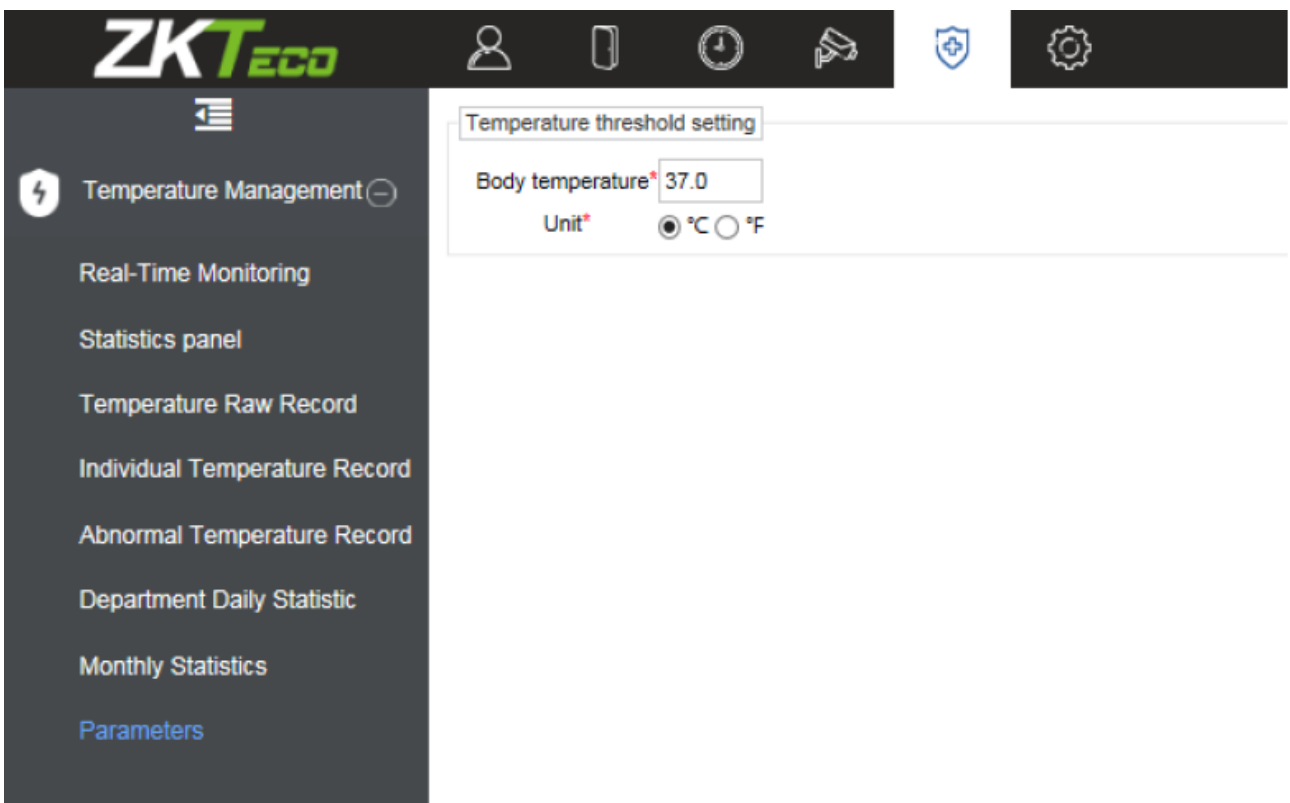 ZKTECO
Temperature threshold setting
Body temperature* 37.0
Unit* °C °F
Temperature Management
Real-Time Monitoring
Statistics panel
Temperature Raw Record
Individual Temperature Record
Abnormal Temperature Record
Department Daily Statistic
Monthly Statistics
Parameters